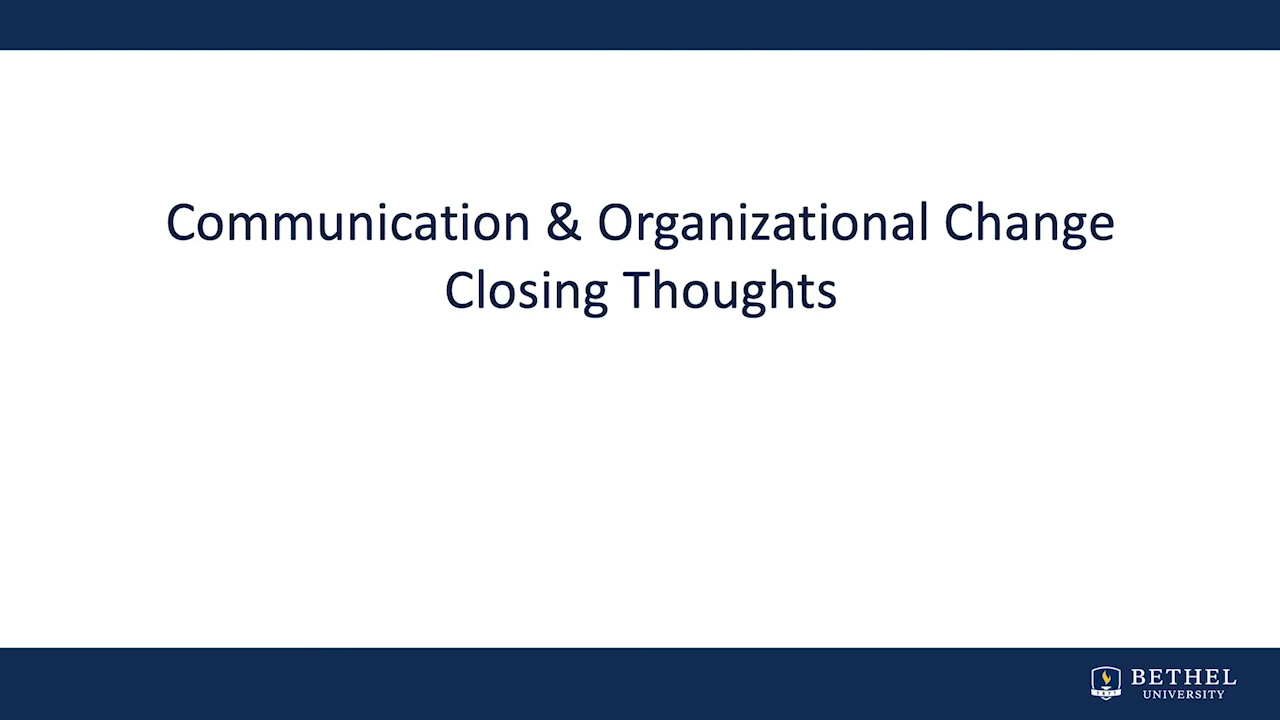 Communication & Organizational Change
Closing Thoughts
BETHEL
UNIVERSITY